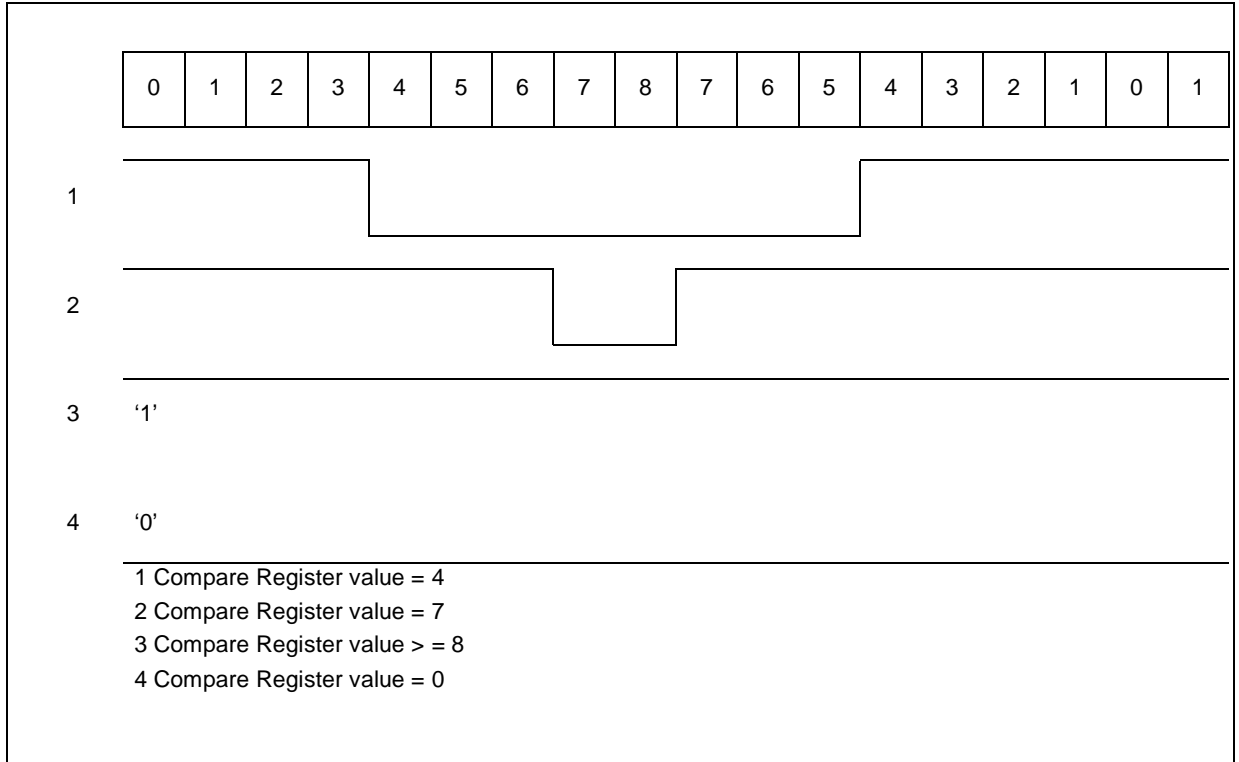 0 1 2 3 4 5 6 7 8 7 6 5 4 3 2 1 0 1
1
2
3 ‘1’
4 ‘0’
1 Compare Register value = 4
2 Compare Register value = 7
3 Compare Register value > = 8
4 Compare Register value = 0